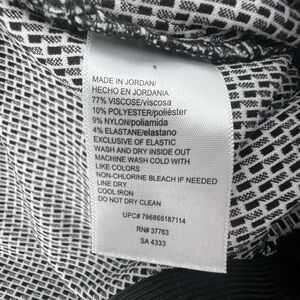 MADE IN JORDAN/
HECHO EN JORDANIA
77% VISCOSE/viscosa
10% POLYESTER/poliéster
9% NYLON/poliamida
4% ELASTANE/elastano
EXCLUSIVE OF ELASTIC
WASH AND DRY INSIDE OUT
MACHINE WASH COLD WITH
LIKE COLORS
NON-CHLORINE BLEACH IF NEEDED
LINE DRY
COOL IRON
DO NOT DRY CLEAN
UPC# 796866187114
RN# 37763
SA 4333